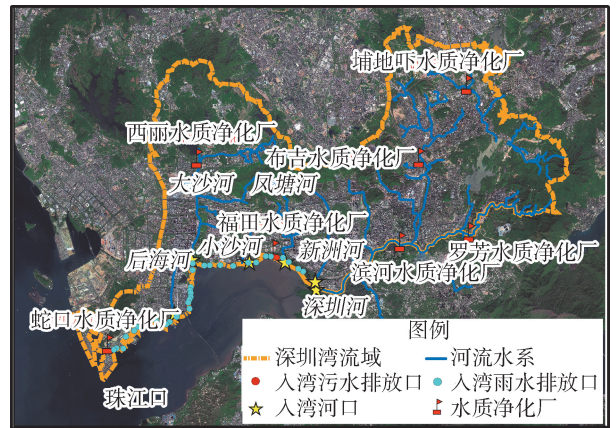 埔地吓水质净化厂
西丽水质净化厂
布吉水质净化厂
大沙河
凤塘河
福田水质净化厂
小沙河
新洲河
后海河
罗芳水质净化厂
滨河水质净化厂
深圳河
蛇口水质净化厂
珠江口
图例
深圳湾流域
河流水系
入湾污水排放口
入湾雨水排放口
入湾河口
水质净化厂